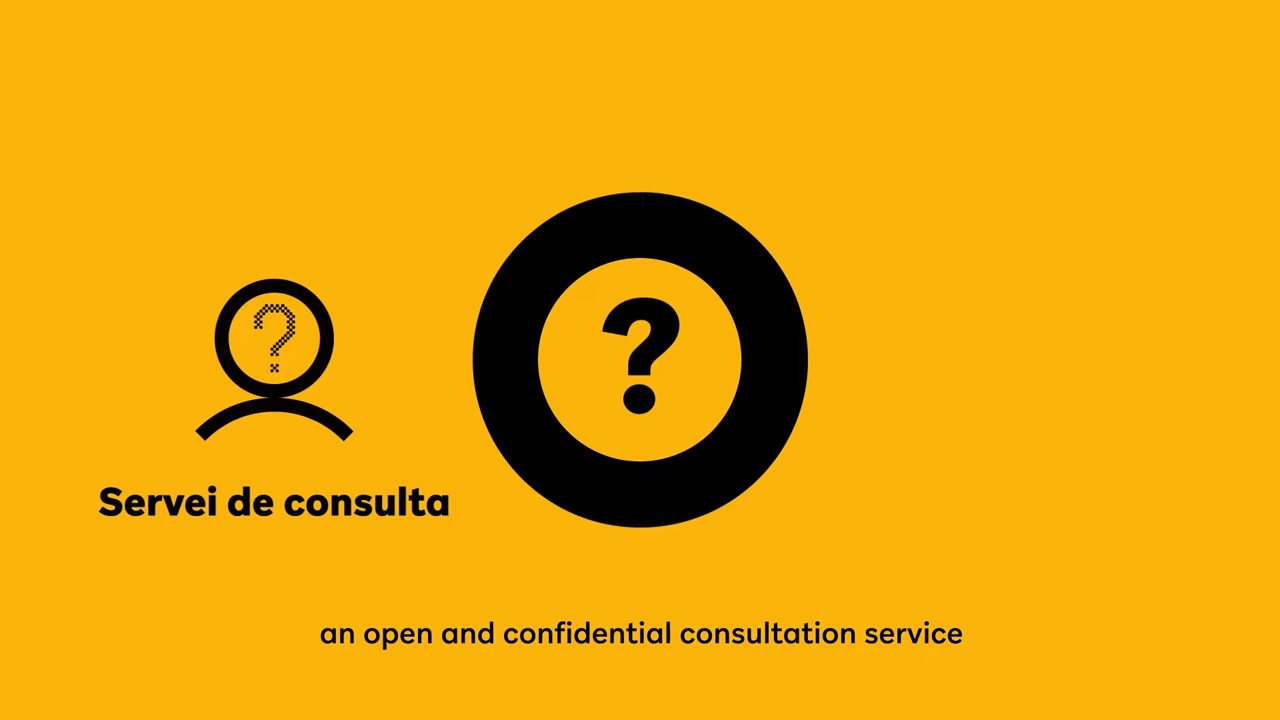 ?
?
Servei de consulta
an open and confidential consultation service